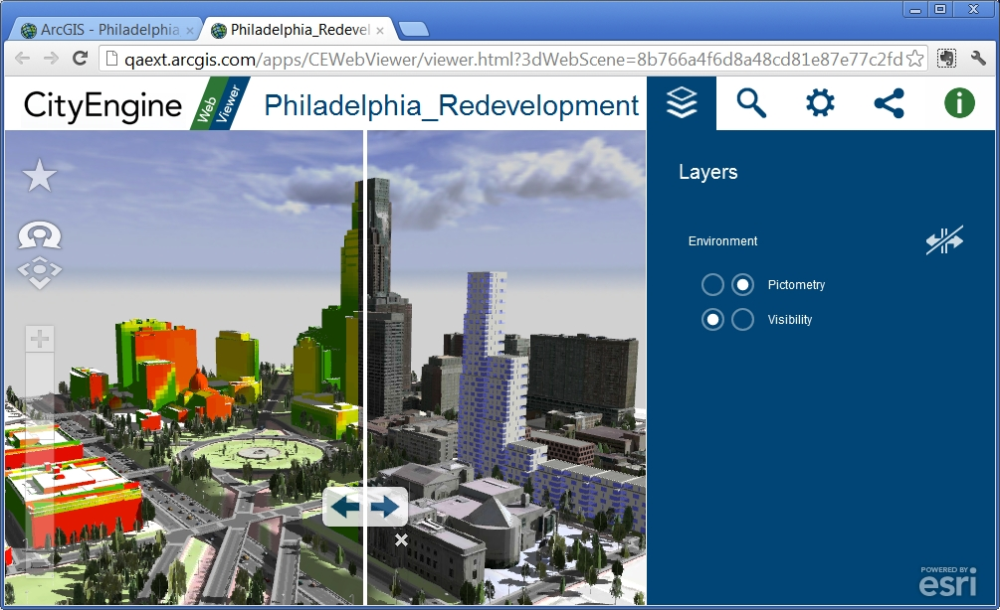 ArcGIS - Philadelphia
Philadelphia_Redevel
qaext.arcgis.com/apps/CEWebViewer/viewer.html?3dWebScene=8b766a4f6d8a48cd81e87e77c2fd
CityEngine Web Viewer
Philadelphia_Redevelopment
Layers
Environment
Pictometry
Visibility
POWERED BY
esri